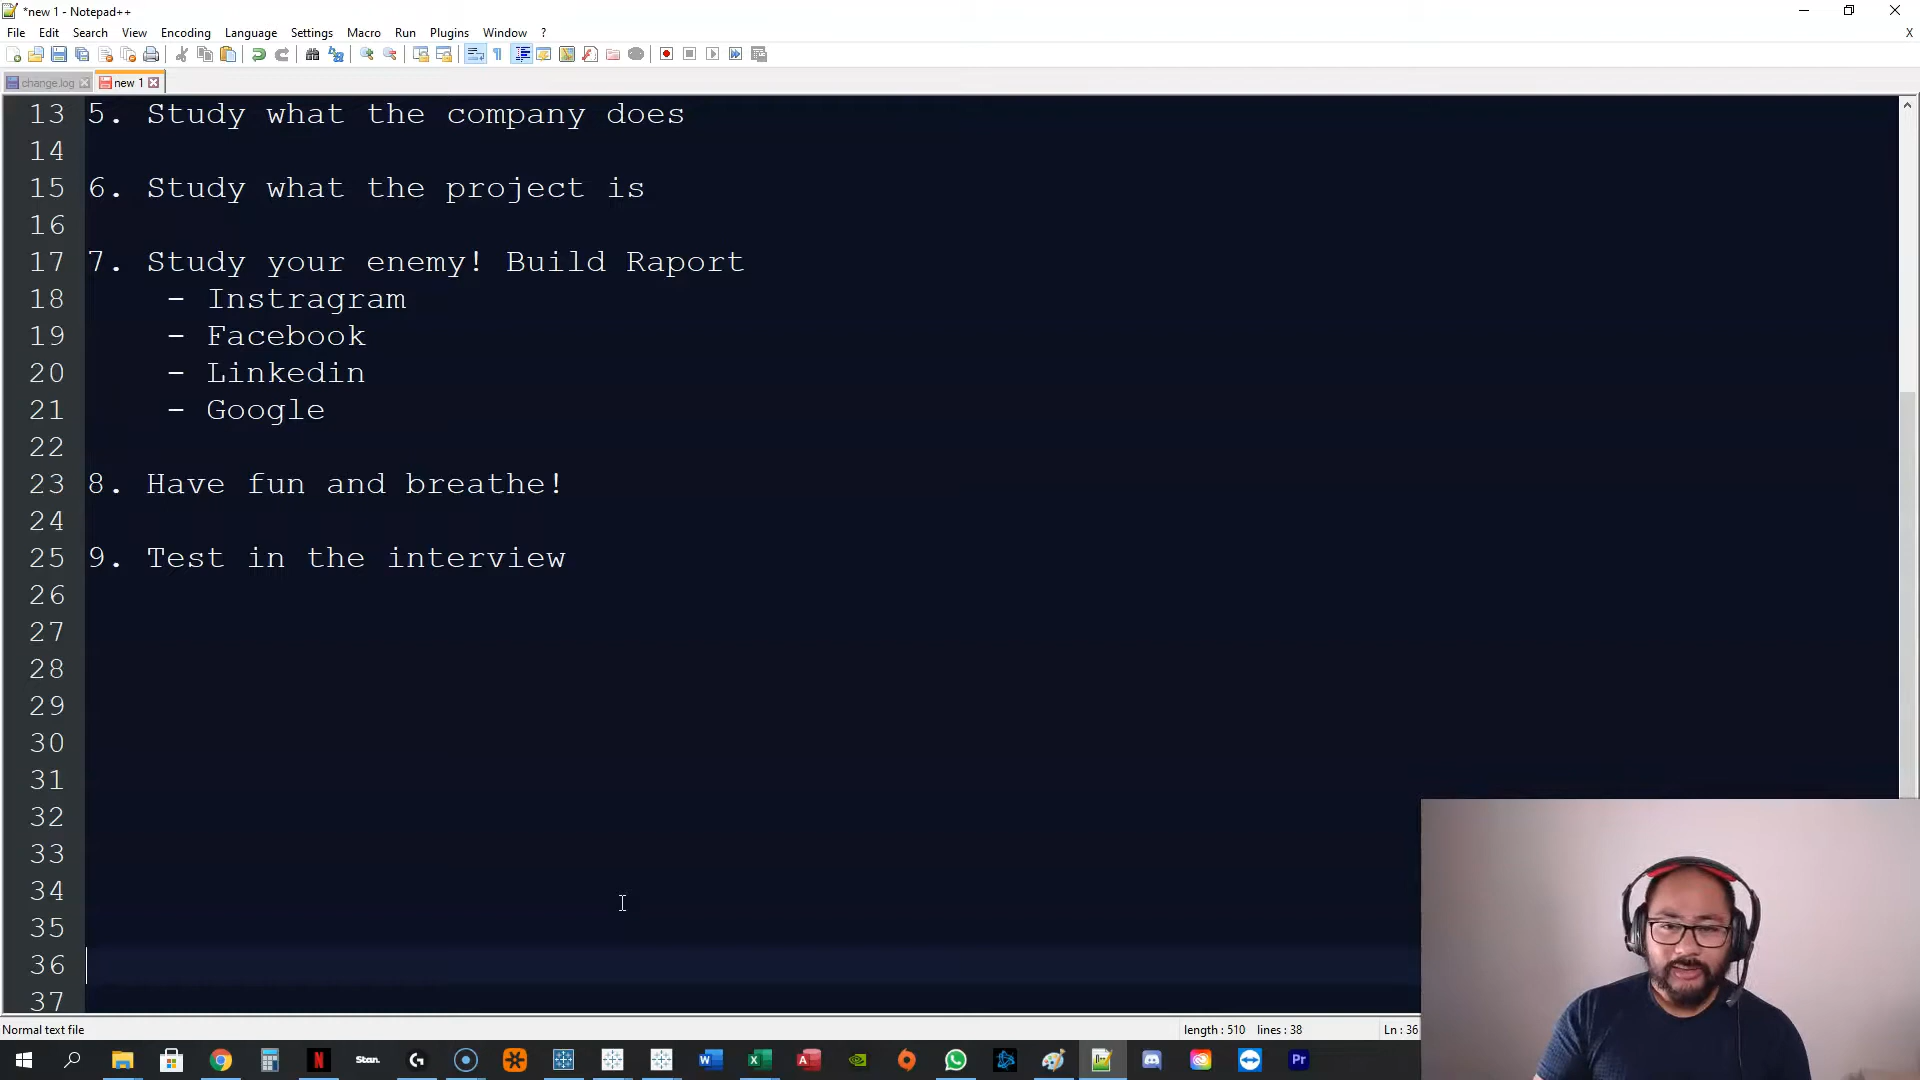 *new 1 - Notepad++
File Edit Search View Encoding Language Settings Macro Run Plugins Window ? X
change.log new 1
13 5. Study what the company does
14
15 6. Study what the project is
16
17 7. Study your enemy! Build Raport
18 - Instragram
19 - Facebook
20 - Linkedin
21 - Google
22
23 8. Have fun and breathe!
24
25 9. Test in the interview
26
27
28
29
30
31
32
33
34
35
36
37
Normal text file length : 510 lines : 38 Ln : 36
Stan. Pr